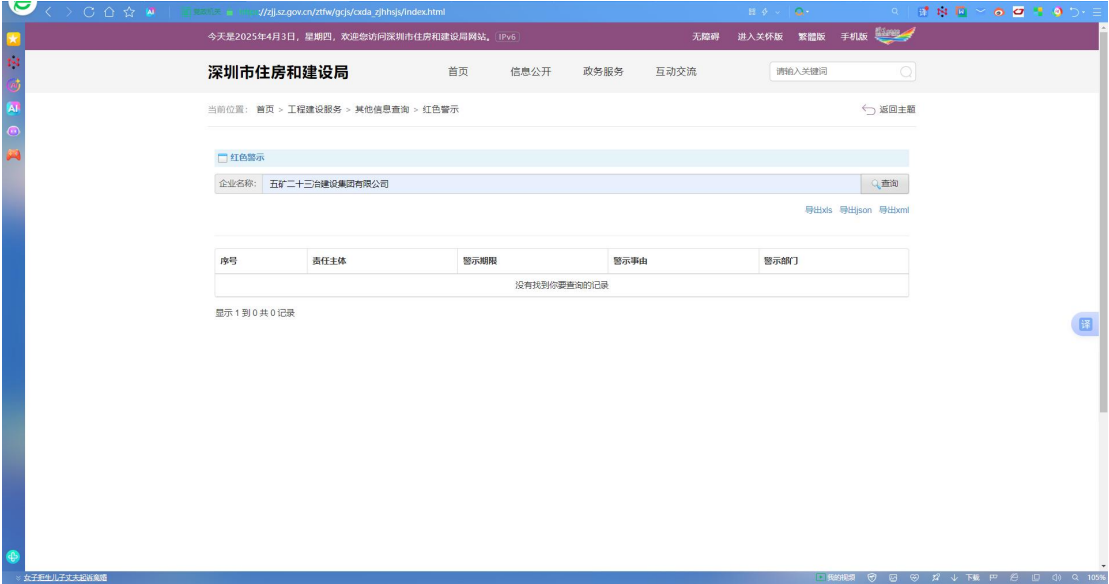 //zjj.sz.gov.cn/ztfw/gcjs/cxda_zjhhsjs/index.html
今天是2025年4月3日，星期四，欢迎您访问深圳市住房和建设局网站。 IPv6 无障碍 进入关怀版 繁體版 手机版
深圳市住房和建设局 首页 信息公开 政务服务 互动交流 请输入关键词
当前位置： 首页 > 工程建设服务 > 其他信息查询 > 红色警示 返回主题
红色警示
企业名称: 五矿二十三冶建设集团有限公司 查询
导出xls 导出json 导出xml
序号 责任主体 警示期限 警示事由 警示部门
没有找到你要查询的记录
显示 1 到 0 共 0 记录
译
女子拒生儿子丈夫起诉离婚 我的视频 下载 105%